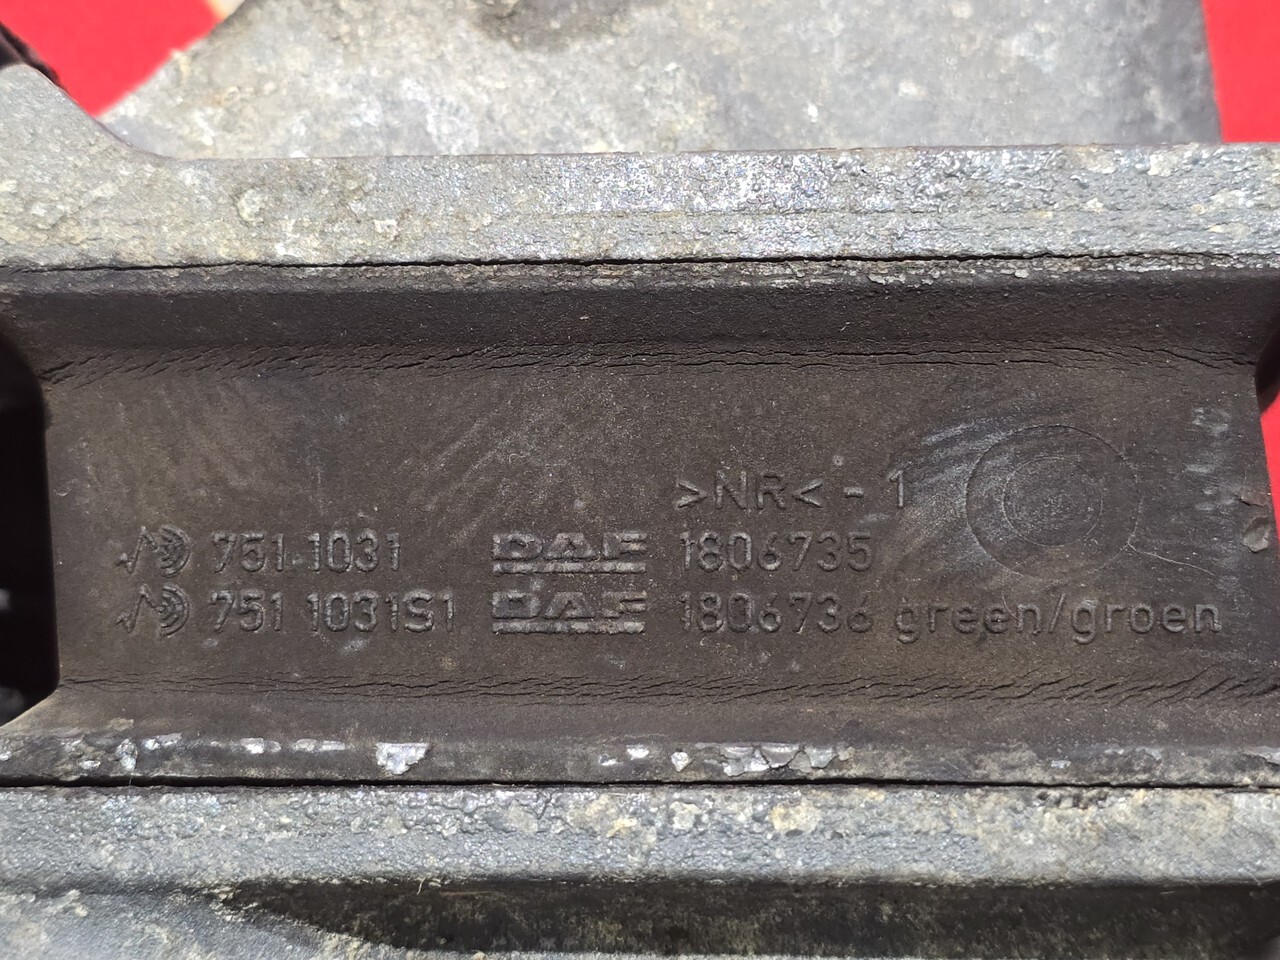 >NR< - 1
751 1031 DAF 1806735
751 1031S1 DAF 1806736 green/groen